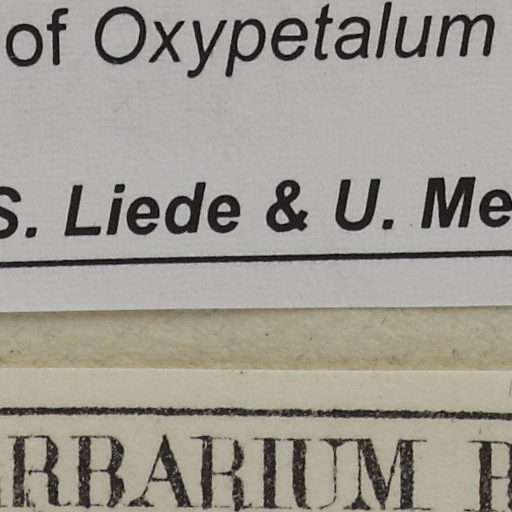 of Oxypetalum
S. Liede & U. Me
RBARIUM